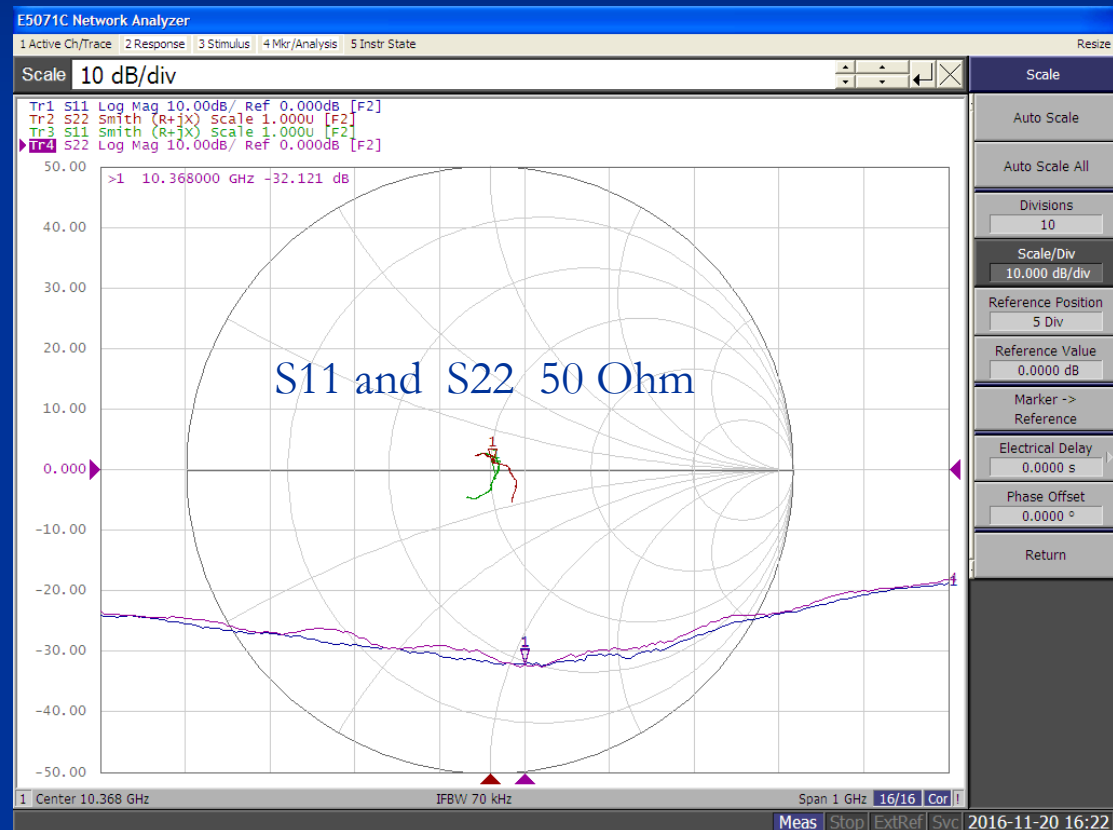 E5071C Network Analyzer
1 Active Ch/Trace 2 Response 3 Stimulus 4 Mkr/Analysis 5 Instr State Resize
Scale 10 dB/div
Scale
Tr1 S11 Log Mag 10.00dB/ Ref 0.000dB [F2]
Tr2 S22 Smith (R+jX) Scale 1.000U [F2]
Tr3 S11 Smith (R+jX) Scale 1.000U [F2]
Tr4 S22 Log Mag 10.00dB/ Ref 0.000dB [F2]
>1 10.368000 GHz -32.121 dB
50.00
40.00
30.00
20.00
10.00
0.000
-10.00
-20.00
-30.00
-40.00
-50.00
S11 and S22 50 Ohm
1
1
1 Center 10.368 GHz IFBW 70 kHz Span 1 GHz 16/16 Cor !
Auto Scale
Auto Scale All
Divisions
10
Scale/Div
10.000 dB/div
Reference Position
5 Div
Reference Value
0.0000 dB
Marker ->
Reference
Electrical Delay
0.0000 s
Phase Offset
0.0000 °
Return
Meas Stop ExtRef Svc 2016-11-20 16:22